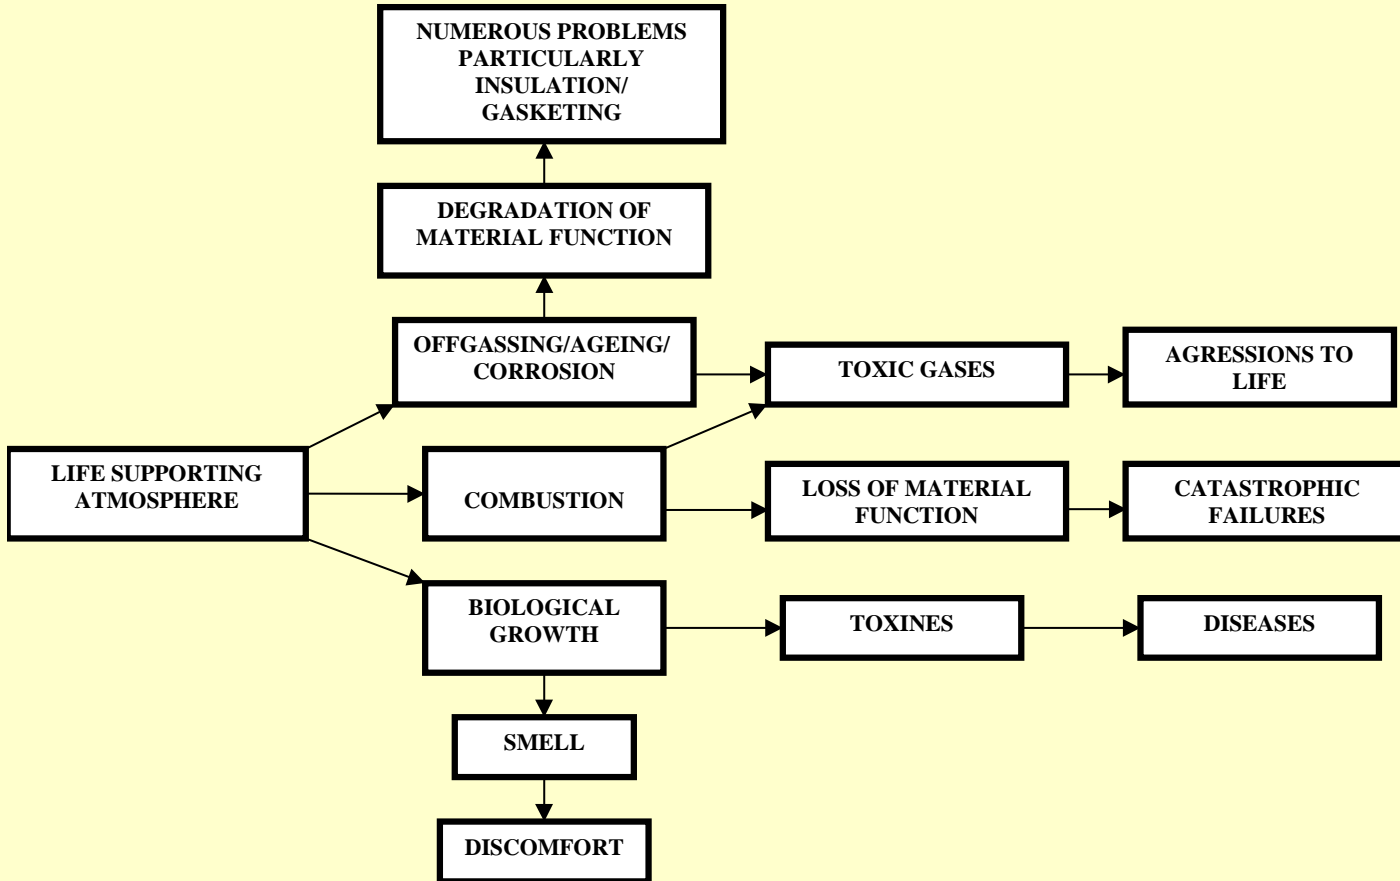 NUMEROUS PROBLEMS
PARTICULARLY
INSULATION/
GASKETING
DEGRADATION OF
MATERIAL FUNCTION
OFFGASSING/AGEING/
CORROSION
TOXIC GASES
AGRESSIONS TO
LIFE
LIFE SUPPORTING
ATMOSPHERE
COMBUSTION
LOSS OF MATERIAL
FUNCTION
CATASTROPHIC
FAILURES
BIOLOGICAL
GROWTH
TOXINES
DISEASES
SMELL
DISCOMFORT